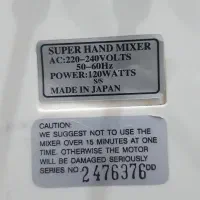 SUPER HAND MIXER
AC:220-240VOLTS
50-60Hz
POWER:120WATTS
S/S
MADE IN JAPAN
CAUTION:
WE SUGGEST NOT TO USE THE
MIXER OVER 15 MINUTES AT ONE
TIME. OTHERWISE THE MOTOR
WILL BE DAMAGED SERIOUSLY
SERIES NO: 2476376DD